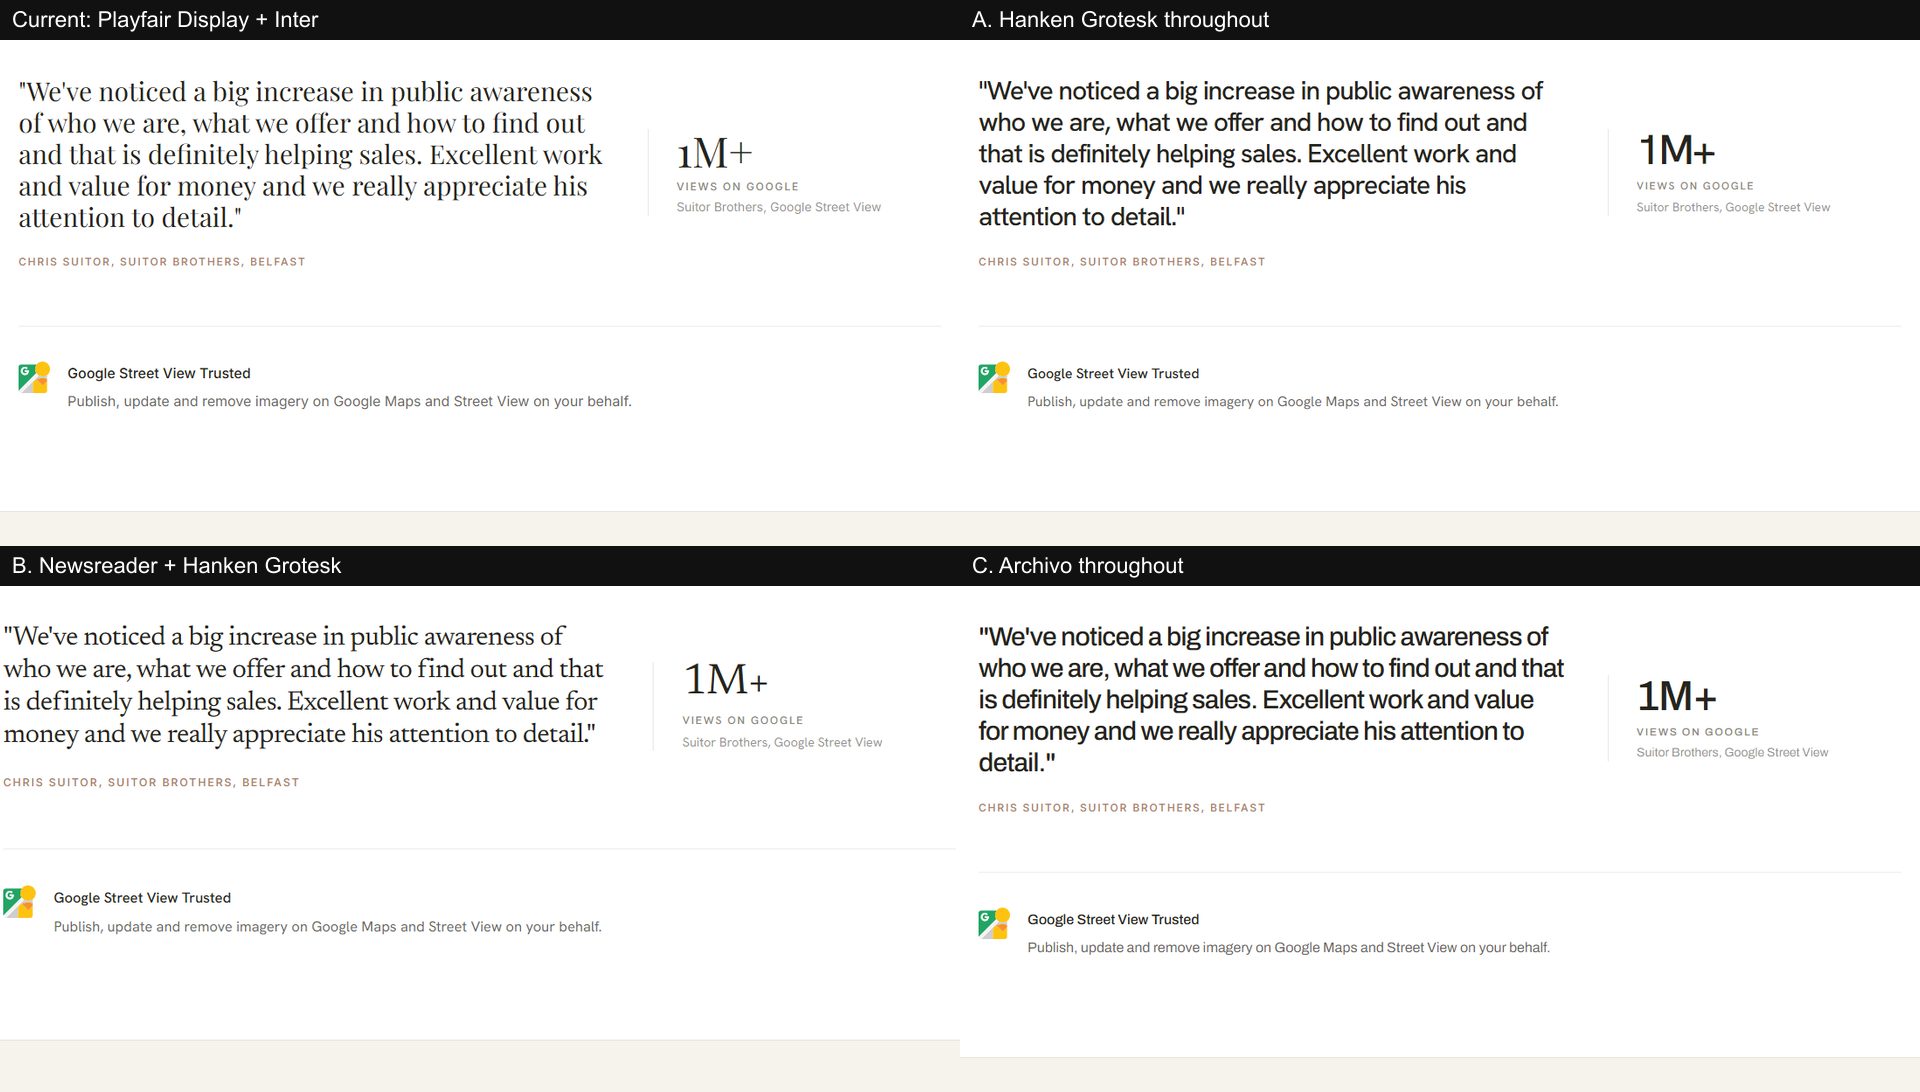 Current: Playfair Display + Inter
"We've noticed a big increase in public awareness
of who we are, what we offer and how to find out
and that is definitely helping sales. Excellent work
and value for money and we really appreciate his
attention to detail."
CHRIS SUITOR, SUITOR BROTHERS, BELFAST
1M+
VIEWS ON GOOGLE
Suitor Brothers, Google Street View
G
Google Street View Trusted
Publish, update and remove imagery on Google Maps and Street View on your behalf.
A. Hanken Grotesk throughout
"We've noticed a big increase in public awareness of
who we are, what we offer and how to find out and
that is definitely helping sales. Excellent work and
value for money and we really appreciate his
attention to detail."
CHRIS SUITOR, SUITOR BROTHERS, BELFAST
1M+
VIEWS ON GOOGLE
Suitor Brothers, Google Street View
G
Google Street View Trusted
Publish, update and remove imagery on Google Maps and Street View on your behalf.
B. Newsreader + Hanken Grotesk
"We've noticed a big increase in public awareness of
who we are, what we offer and how to find out and that
is definitely helping sales. Excellent work and value for
money and we really appreciate his attention to detail."
CHRIS SUITOR, SUITOR BROTHERS, BELFAST
1M+
VIEWS ON GOOGLE
Suitor Brothers, Google Street View
G
Google Street View Trusted
Publish, update and remove imagery on Google Maps and Street View on your behalf.
C. Archivo throughout
"We've noticed a big increase in public awareness of
who we are, what we offer and how to find out and that
is definitely helping sales. Excellent work and value
for money and we really appreciate his attention to
detail."
CHRIS SUITOR, SUITOR BROTHERS, BELFAST
1M+
VIEWS ON GOOGLE
Suitor Brothers, Google Street View
G
Google Street View Trusted
Publish, update and remove imagery on Google Maps and Street View on your behalf.